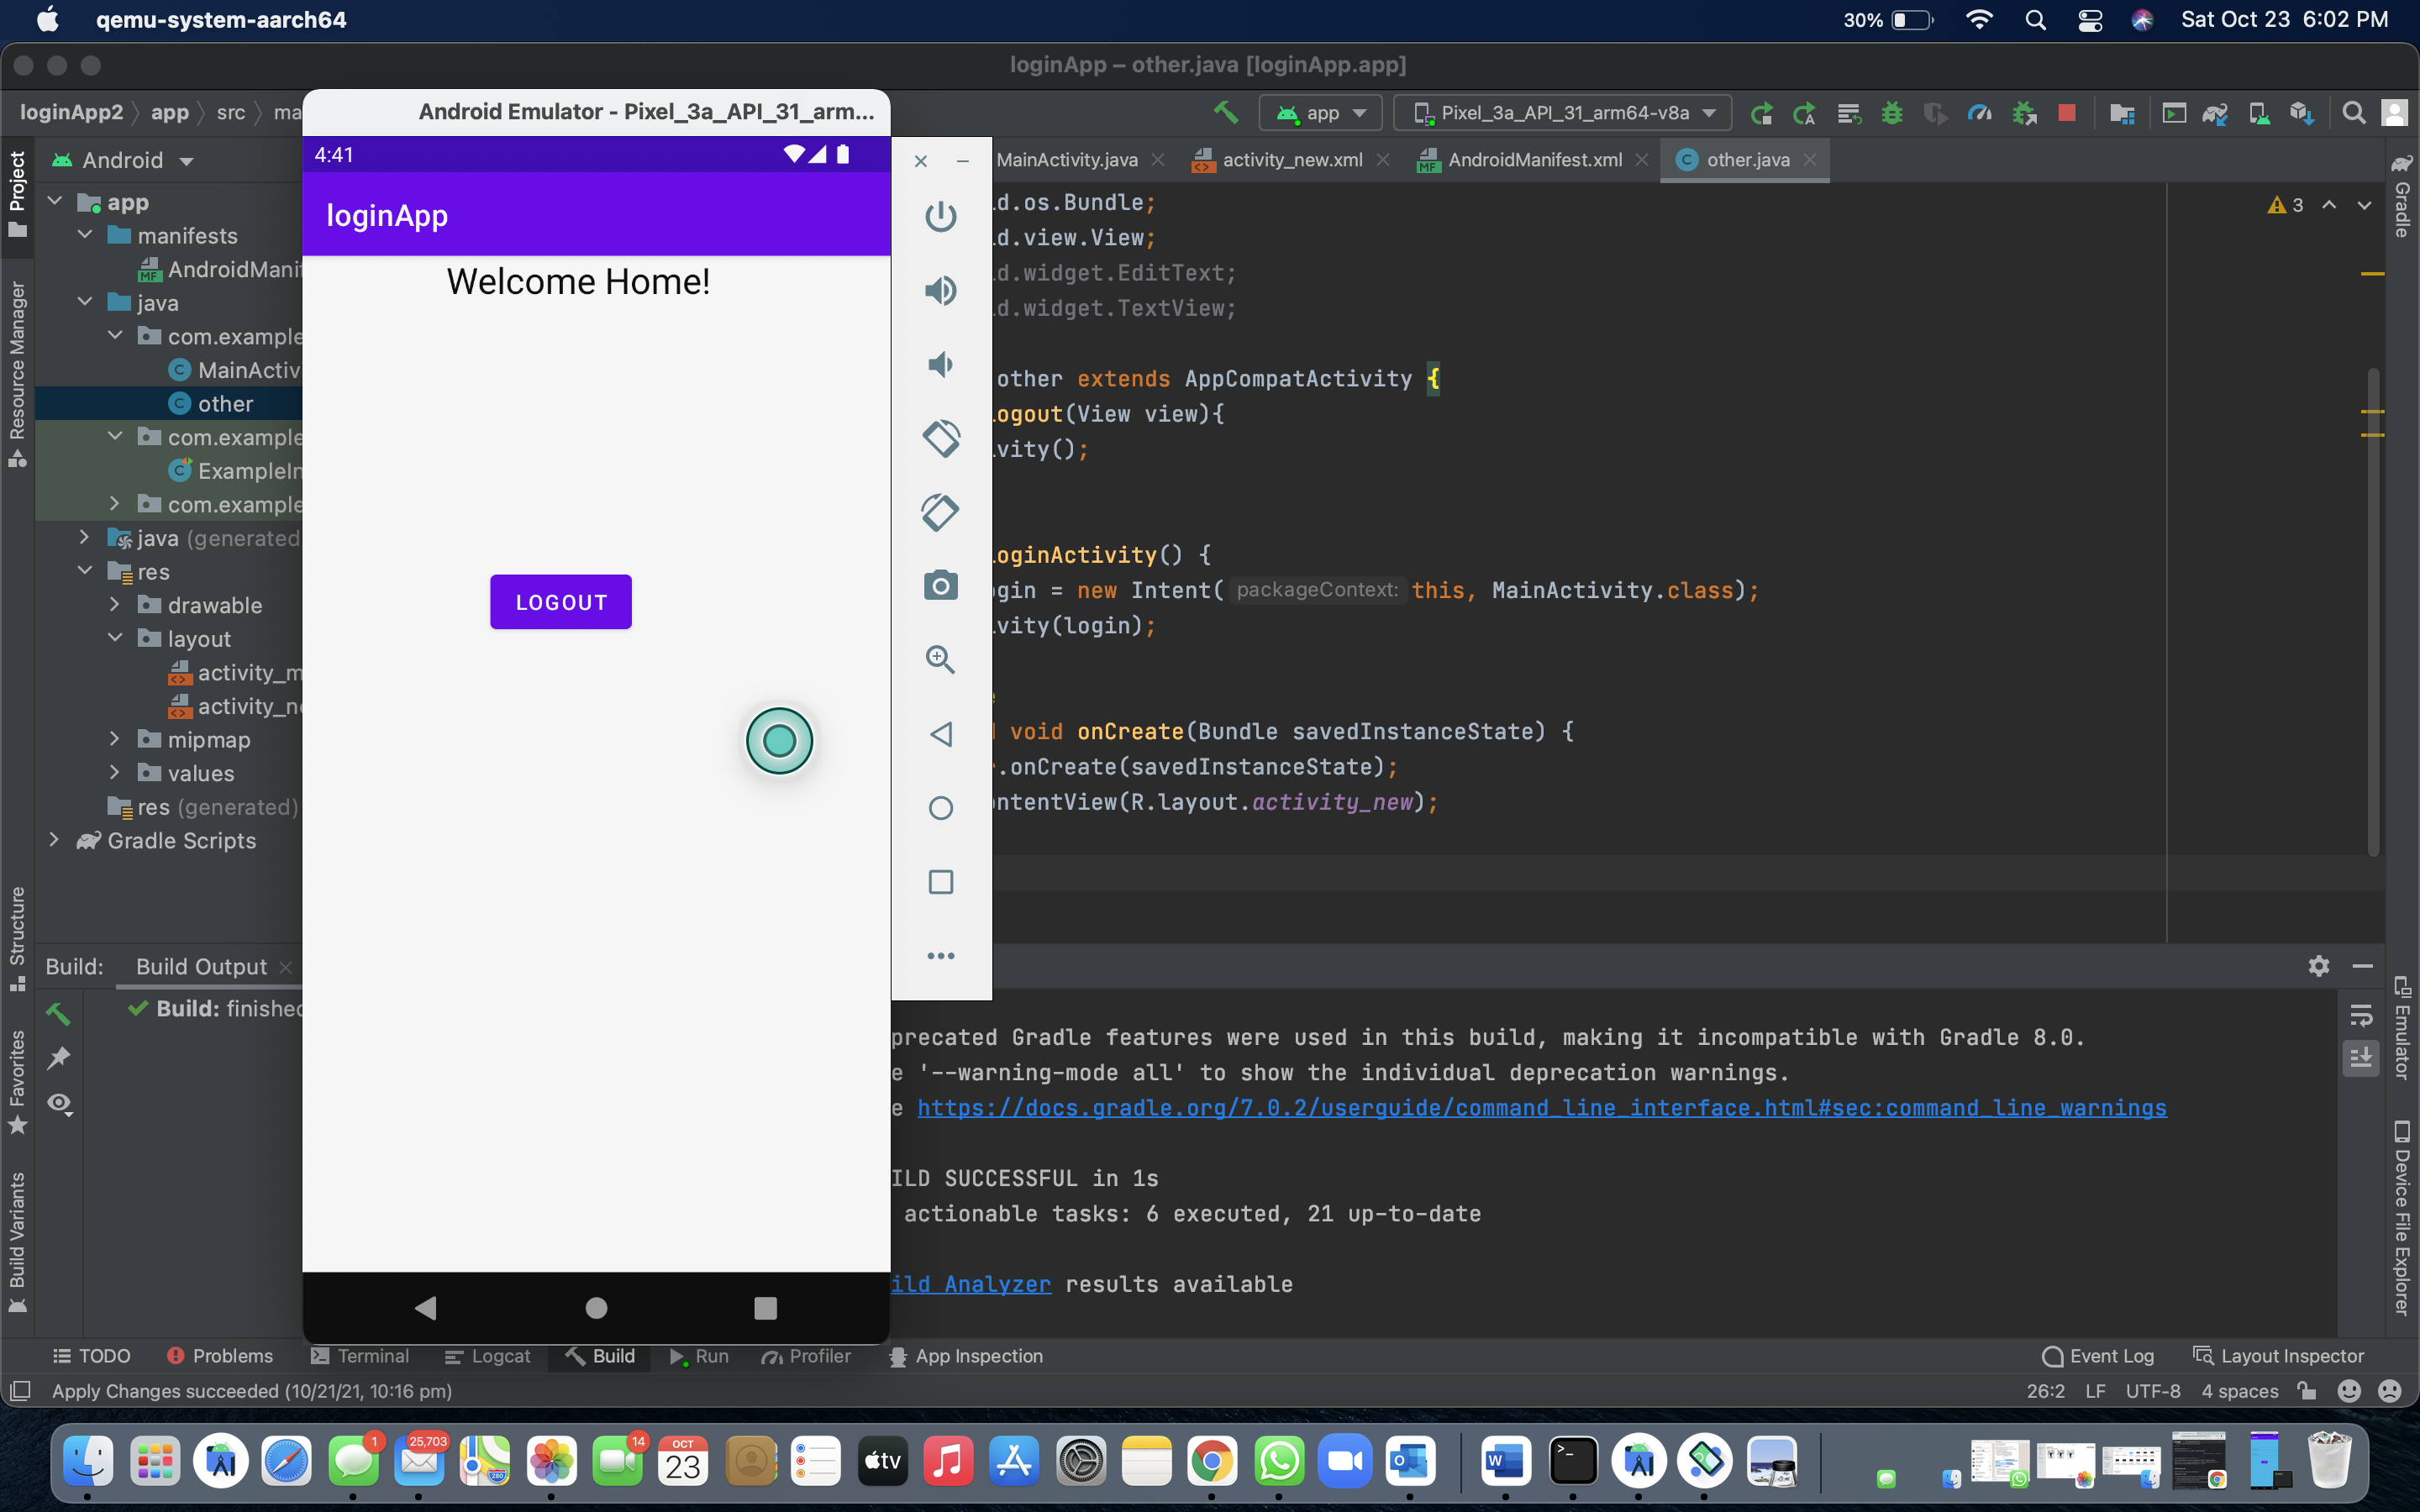 qemu-system-aarch64
30%
Sat Oct 23 6:02 PM
loginApp – other.java [loginApp.app]
loginApp2 app src ma
app
Pixel_3a_API_31_arm64-v8a
Android Emulator - Pixel_3a_API_31_arm...
4:41
loginApp
Welcome Home!
LOGOUT
Project
Resource Manager
Structure
Favorites
Build Variants
Android
app
manifests
AndroidManif
java
com.example
MainActiv
other
com.example
ExampleIn
com.example
java (generated
res
drawable
layout
activity_m
activity_ne
mipmap
values
res (generated)
Gradle Scripts
MainActivity.java
activity_new.xml
AndroidManifest.xml
other.java
3
d.os.Bundle;
d.view.View;
d.widget.EditText;
d.widget.TextView;
other extends AppCompatActivity {
ogout(View view){
vity();
oginActivity() {
gin = new Intent( packageContext: this, MainActivity.class);
vity(login);
void onCreate(Bundle savedInstanceState) {
.onCreate(savedInstanceState);
ntentView(R.layout.activity_new);
Gradle
Emulator
Device File Explorer
Build:
Build Output
Build: finished
precated Gradle features were used in this build, making it incompatible with Gradle 8.0.
e '--warning-mode all' to show the individual deprecation warnings.
e https://docs.gradle.org/7.0.2/userguide/command_line_interface.html#sec:command_line_warnings
ILD SUCCESSFUL in 1s
actionable tasks: 6 executed, 21 up-to-date
ild Analyzer results available
TODO
Problems
Terminal
Logcat
Build
Run
Profiler
App Inspection
Event Log
Layout Inspector
Apply Changes succeeded (10/21/21, 10:16 pm)
26:2
LF
UTF-8
4 spaces
1
25,703
280
14
OCT
23
tv
W
>_